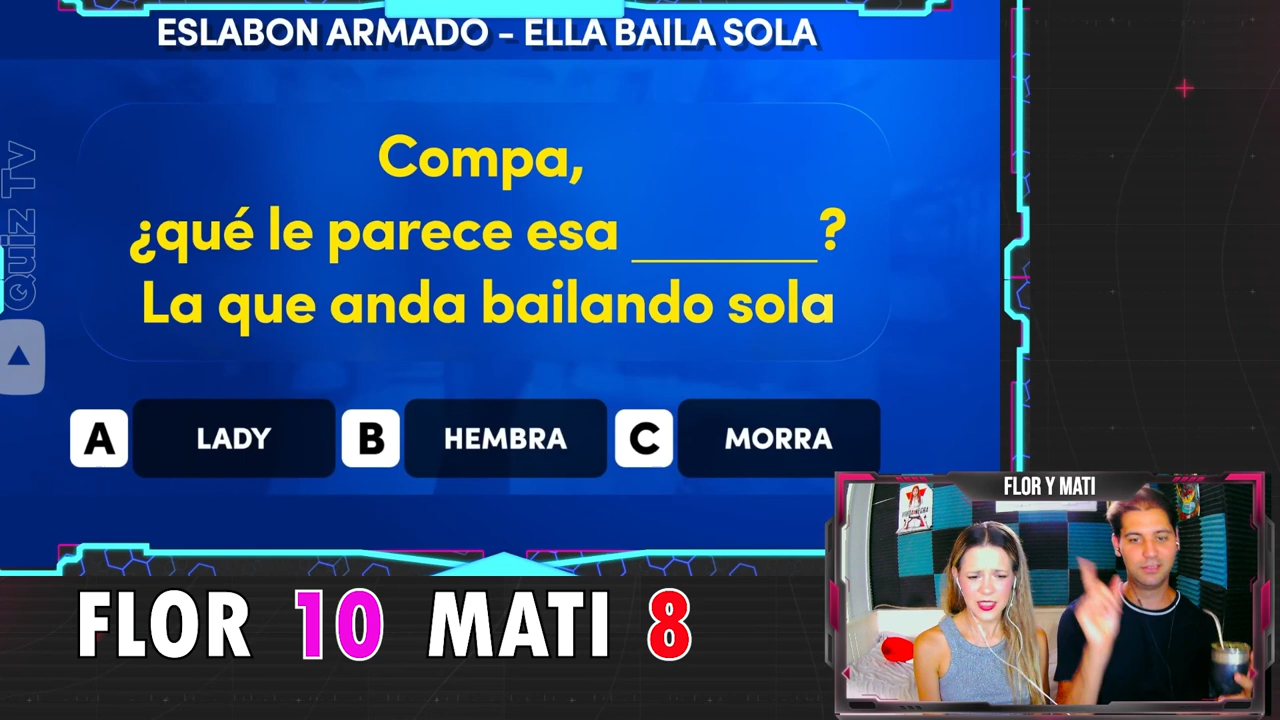 ESLABON ARMADO - ELLA BAILA SOLA
Compa,
¿qué le parece esa ________?
La que anda bailando sola
Quiz Tv
A LADY B HEMBRA C MORRA
FLOR Y MATI
FLOR 10 MATI 8